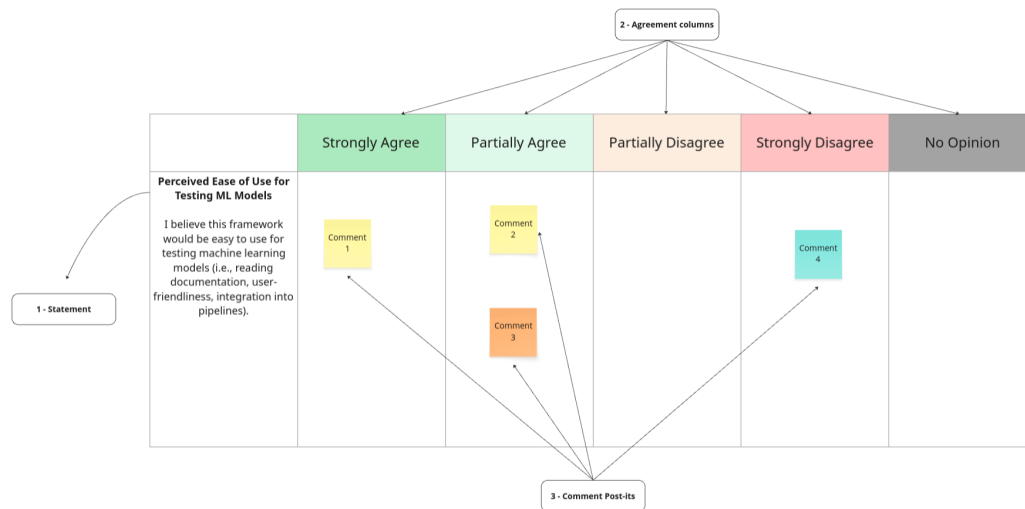 2 - Agreement columns
Strongly Agree
Partially Agree
Partially Disagree
Strongly Disagree
No Opinion
Perceived Ease of Use for
Testing ML Models
I believe this framework
would be easy to use for
testing machine learning
models (i.e., reading
documentation, user-
friendliness, integration into
pipelines).
Comment
1
Comment
2
Comment
3
Comment
4
1 - Statement
3 - Comment Post-its